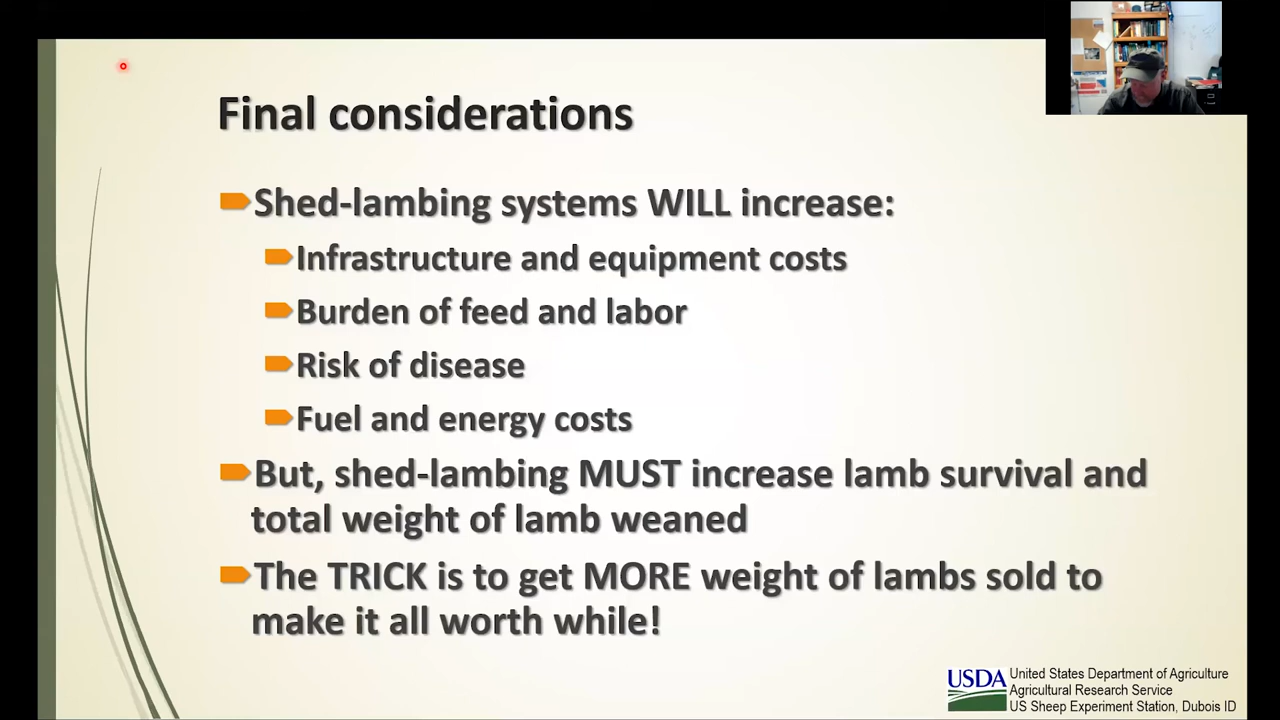 Final considerations
Shed-lambing systems WILL increase:
Infrastructure and equipment costs
Burden of feed and labor
Risk of disease
Fuel and energy costs
But, shed-lambing MUST increase lamb survival and
total weight of lamb weaned
The TRICK is to get MORE weight of lambs sold to
make it all worth while!
USDA
United States Department of Agriculture
Agricultural Research Service
US Sheep Experiment Station, Dubois ID